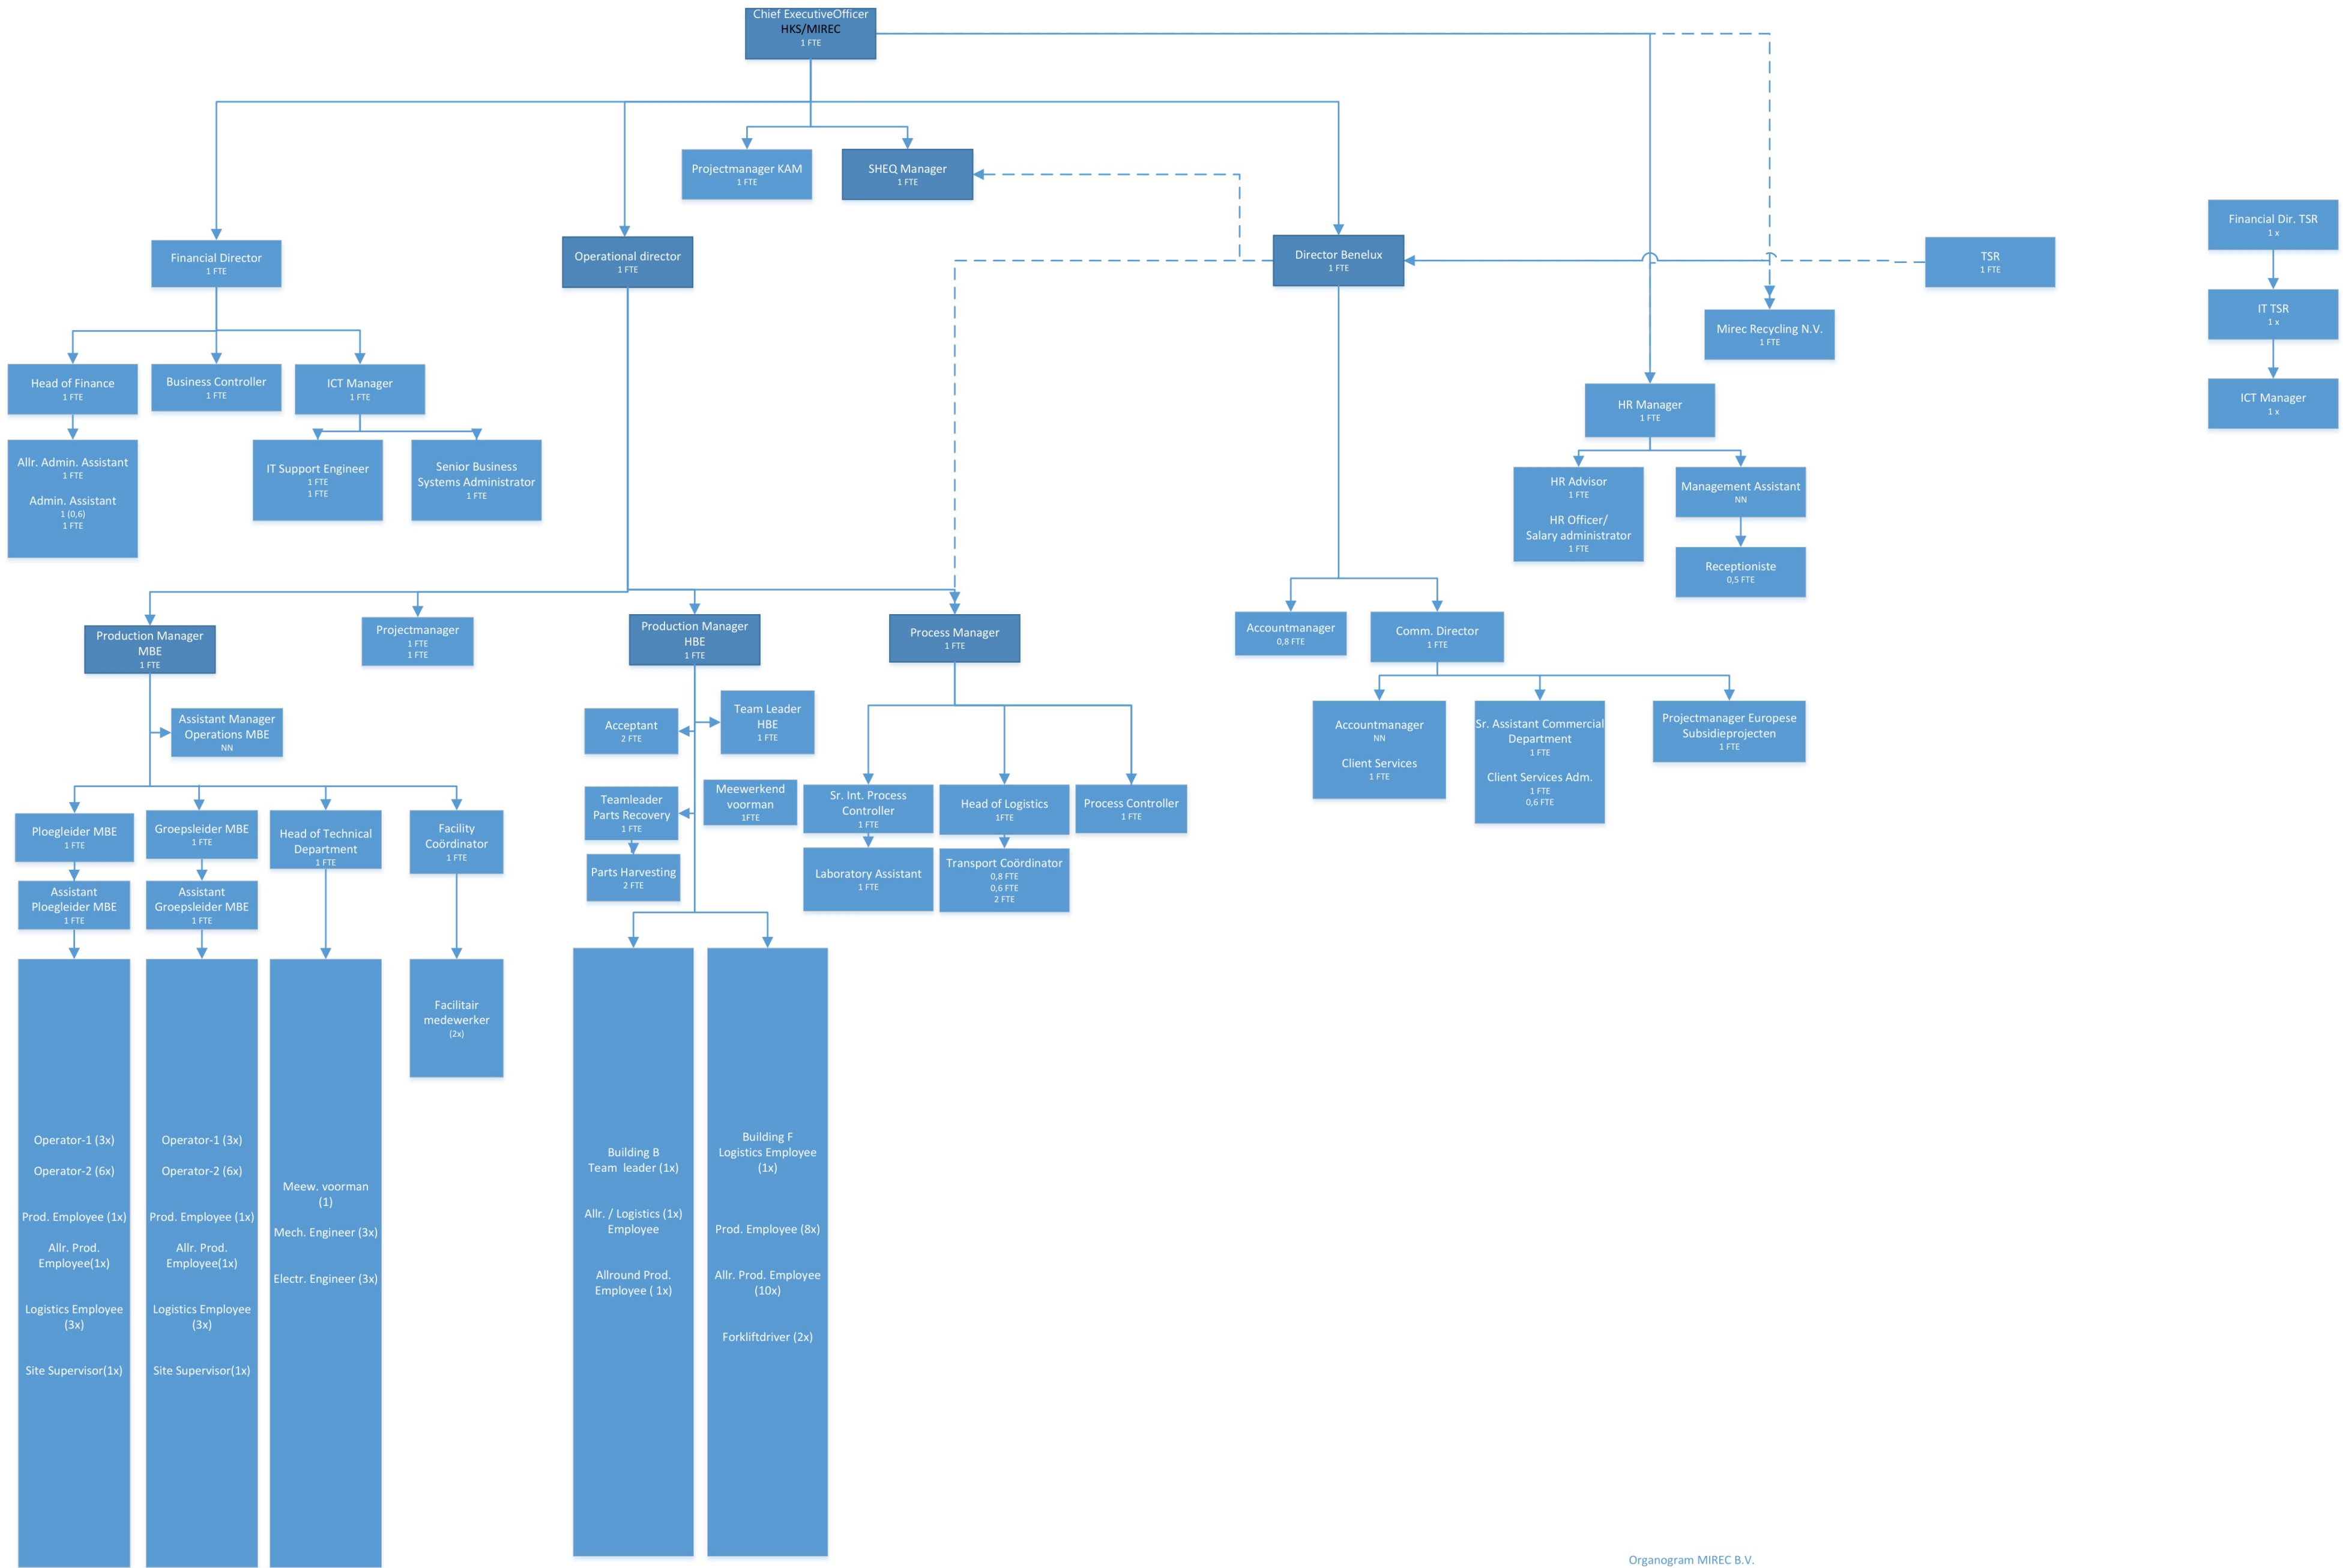 Chief ExecutiveOfficer
HKS/MIREC
1 FTE
Projectmanager KAM
1 FTE
SHEQ Manager
1 FTE
Financial Director
1 FTE
Operational director
1 FTE
Director Benelux
1 FTE
TSR
1 FTE
Financial Dir. TSR
1 x
IT TSR
1 x
ICT Manager
1 x
Mirec Recycling N.V.
1 FTE
Head of Finance
1 FTE
Business Controller
1 FTE
ICT Manager
1 FTE
HR Manager
1 FTE
Allr. Admin. Assistant
1 FTE
Admin. Assistant
1 (0,6)
1 FTE
IT Support Engineer
1 FTE
1 FTE
Senior Business
Systems Administrator
1 FTE
HR Advisor
1 FTE
HR Officer/
Salary administrator
1 FTE
Management Assistant
NN
Receptioniste
0,5 FTE
Production Manager
MBE
1 FTE
Projectmanager
1 FTE
1 FTE
Production Manager
HBE
1 FTE
Process Manager
1 FTE
Accountmanager
0,8 FTE
Comm. Director
1 FTE
Assistant Manager
Operations MBE
NN
Acceptant
2 FTE
Team Leader
HBE
1 FTE
Accountmanager
NN
Client Services
1 FTE
Sr. Assistant Commercial
Department
1 FTE
Client Services Adm.
1 FTE
0,6 FTE
Projectmanager Europese
Subsidieprojecten
1 FTE
Teamleader
Parts Recovery
1 FTE
Meewerkend
voorman
1FTE
Parts Harvesting
2 FTE
Sr. Int. Process
Controller
1 FTE
Head of Logistics
1FTE
Process Controller
1 FTE
Laboratory Assistant
1 FTE
Transport Coördinator
0,8 FTE
0,6 FTE
2 FTE
Ploegleider MBE
1 FTE
Groepsleider MBE
1 FTE
Head of Technical
Department
1 FTE
Facility
Coördinator
1 FTE
Assistant
Ploegleider MBE
1 FTE
Assistant
Groepsleider MBE
1 FTE
Operator-1 (3x)
Operator-2 (6x)
Prod. Employee (1x)
Allr. Prod.
Employee(1x)
Logistics Employee
(3x)
Site Supervisor(1x)
Operator-1 (3x)
Operator-2 (6x)
Prod. Employee (1x)
Allr. Prod.
Employee(1x)
Logistics Employee
(3x)
Site Supervisor(1x)
Meew. voorman
(1)
Mech. Engineer (3x)
Electr. Engineer (3x)
Facilitair
medewerker
(2x)
Building B
Team  leader (1x)
Allr. / Logistics (1x)
Employee
Allround Prod.
Employee ( 1x)
Building F
Logistics Employee
(1x)
Prod. Employee (8x)
Allr. Prod. Employee
(10x)
Forkliftdriver (2x)
Organogram MIREC B.V.